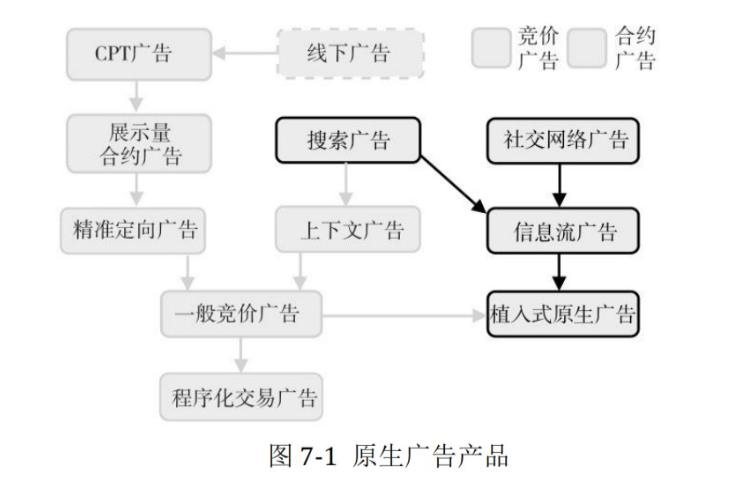 CPT广告
线下广告
竞价
广告
合约
广告
展示量
合约广告
搜索广告
社交网络广告
精准定向广告
上下文广告
信息流广告
一般竞价广告
植入式原生广告
程序化交易广告
图 7-1 原生广告产品